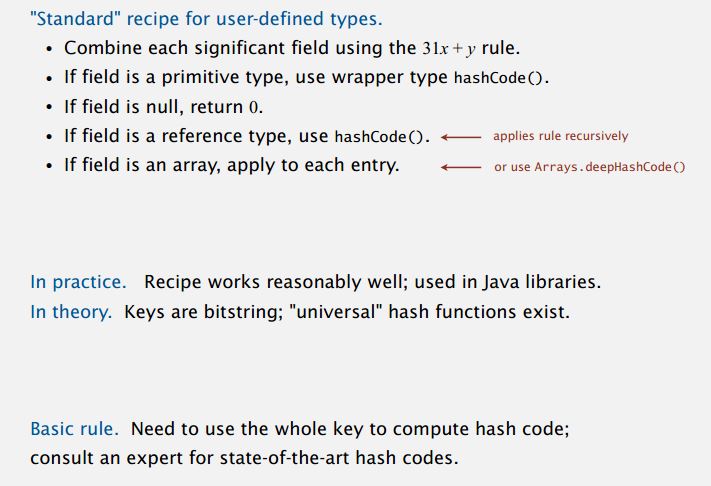 "Standard" recipe for user-defined types.
• Combine each significant field using the 31x + y rule.
• If field is a primitive type, use wrapper type hashCode().
• If field is null, return 0.
• If field is a reference type, use hashCode(). ← applies rule recursively
• If field is an array, apply to each entry. ← or use Arrays.deepHashCode()
In practice. Recipe works reasonably well; used in Java libraries.
In theory. Keys are bitstring; "universal" hash functions exist.
Basic rule. Need to use the whole key to compute hash code;
consult an expert for state-of-the-art hash codes.